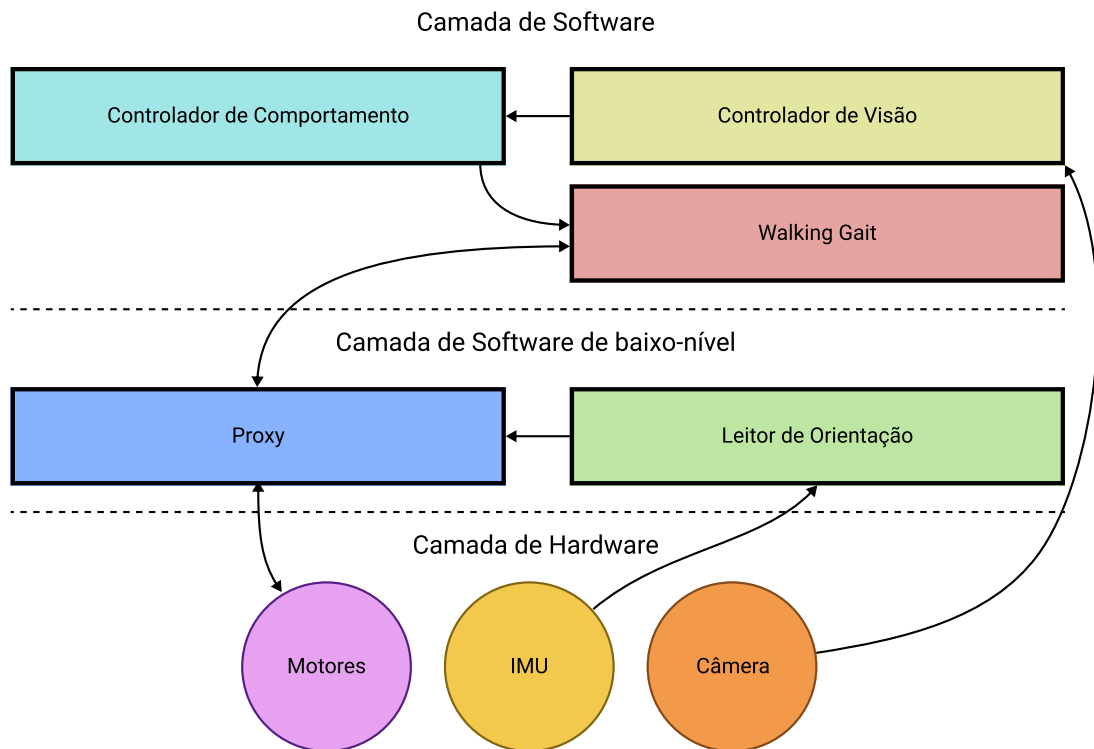 Camada de Software
Controlador de Comportamento
Controlador de Visão
Walking Gait
Camada de Software de baixo-nível
Proxy
Leitor de Orientação
Camada de Hardware
Motores
IMU
Câmera